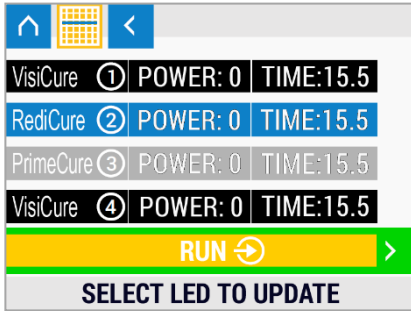 VisiCure 1 POWER: 0 TIME:15.5
RediCure 2 POWER: 0 TIME:15.5
PrimeCure 3 POWER: 0 TIME:15.5
VisiCure 4 POWER: 0 TIME:15.5
RUN
SELECT LED TO UPDATE